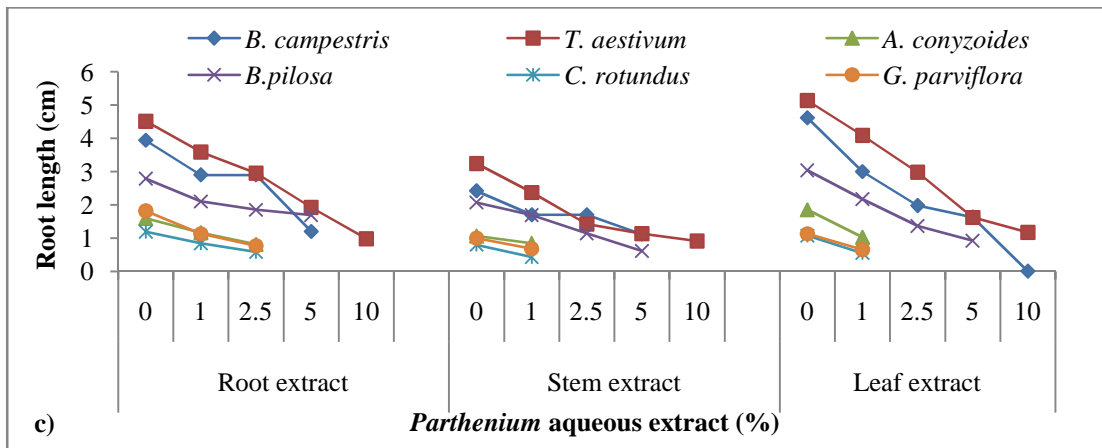 B. campestris T. aestivum A. conyzoides
B.pilosa C. rotundus G. parviflora
Root length (cm)
6
5
4
3
2
1
0
0 1 2.5 5 10 0 1 2.5 5 10 0 1 2.5 5 10
Root extract Stem extract Leaf extract
c) Parthenium aqueous extract (%)